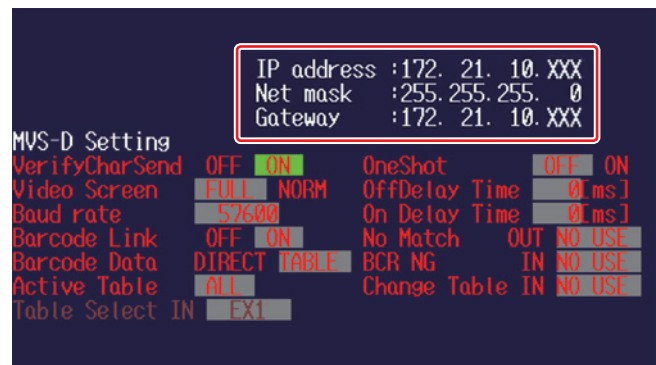 IP address :172. 21. 10.XXX
Net mask :255.255.255. 0
Gateway :172. 21. 10.XXX
MVS-D Setting
VerifyCharSend OFF ON OneShot OFF ON
Video Screen FULL NORM OffDelay Time 0[ms]
Baud rate 57600 On Delay Time 0[ms]
Barcode Link OFF ON No Match OUT NO USE
Barcode Data DIRECT TABLE BCR NG IN NO USE
Active Table ALL Change Table IN NO USE
Table Select IN EX1